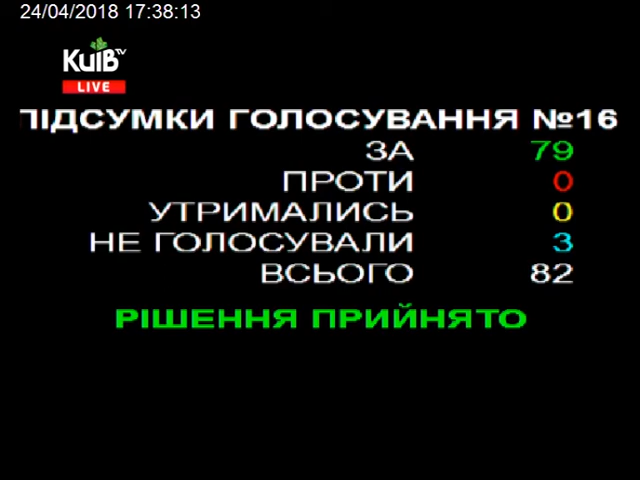 24/04/2018 17:38:13
КиїВ TV
LIVE
ПІДСУМКИ ГОЛОСУВАННЯ №16
ЗА 79
ПРОТИ 0
УТРИМАЛИСЬ 0
НЕ ГОЛОСУВАЛИ 3
ВСЬОГО 82
РІШЕННЯ ПРИЙНЯТО